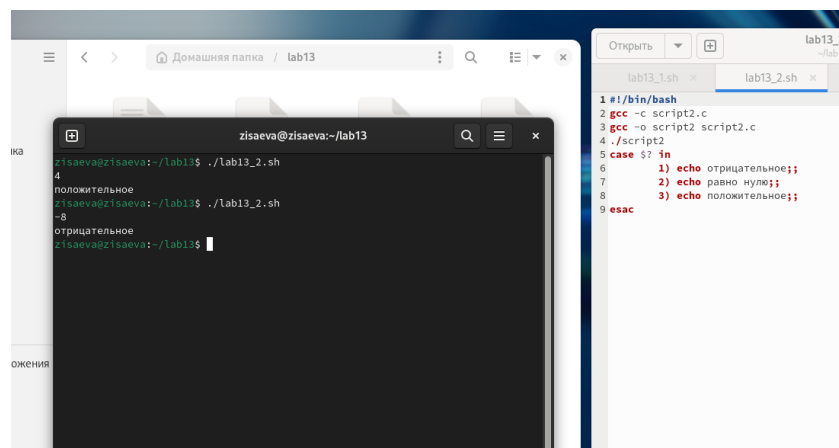 Домашняя папка / lab13
zisaeva@zisaeva:~/lab13
zisaeva@zisaeva:~/lab13$ ./lab13_2.sh
4
положительное
zisaeva@zisaeva:~/lab13$ ./lab13_2.sh
-8
отрицательное
zisaeva@zisaeva:~/lab13$
ожения
Открыть
lab13_
~/lab
lab13_1.sh
lab13_2.sh
1 #!/bin/bash
2 gcc -c script2.c
3 gcc -o script2 script2.c
4 ./script2
5 case $? in
6 1) echo отрицательное;;
7 2) echo равно нулю;;
8 3) echo положительное;;
9 esac